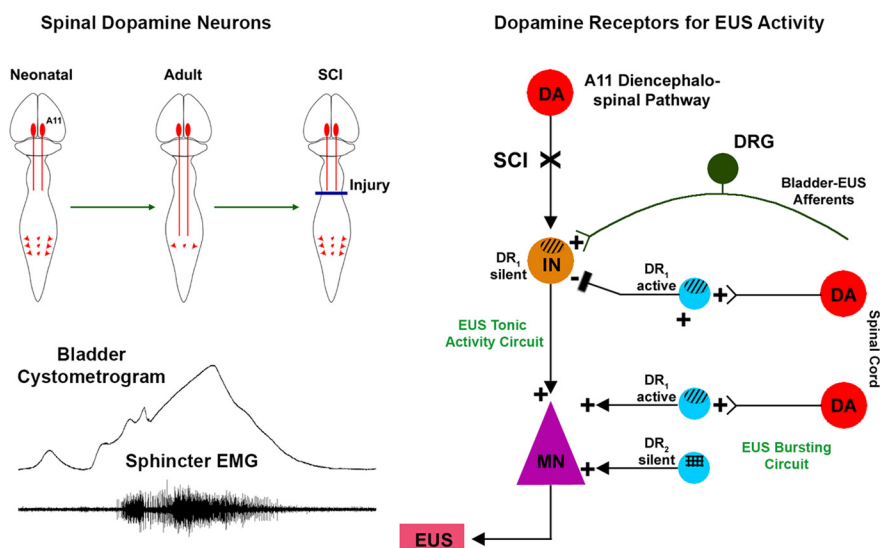 Spinal Dopamine Neurons
Neonatal
Adult
SCI
A11
Injury
Bladder
Cystometrogram
Sphincter EMG
Dopamine Receptors for EUS Activity
DA
A11 Diencephalo-
spinal Pathway
SCI
DRG
Bladder-EUS
Afferents
DR1
silent
IN
+
-
DR1
active
+
+
DA
EUS Tonic
Activity Circuit
Spinal Cord
+
+
DR1
active
+
DA
MN
+
DR2
silent
EUS Bursting
Circuit
EUS